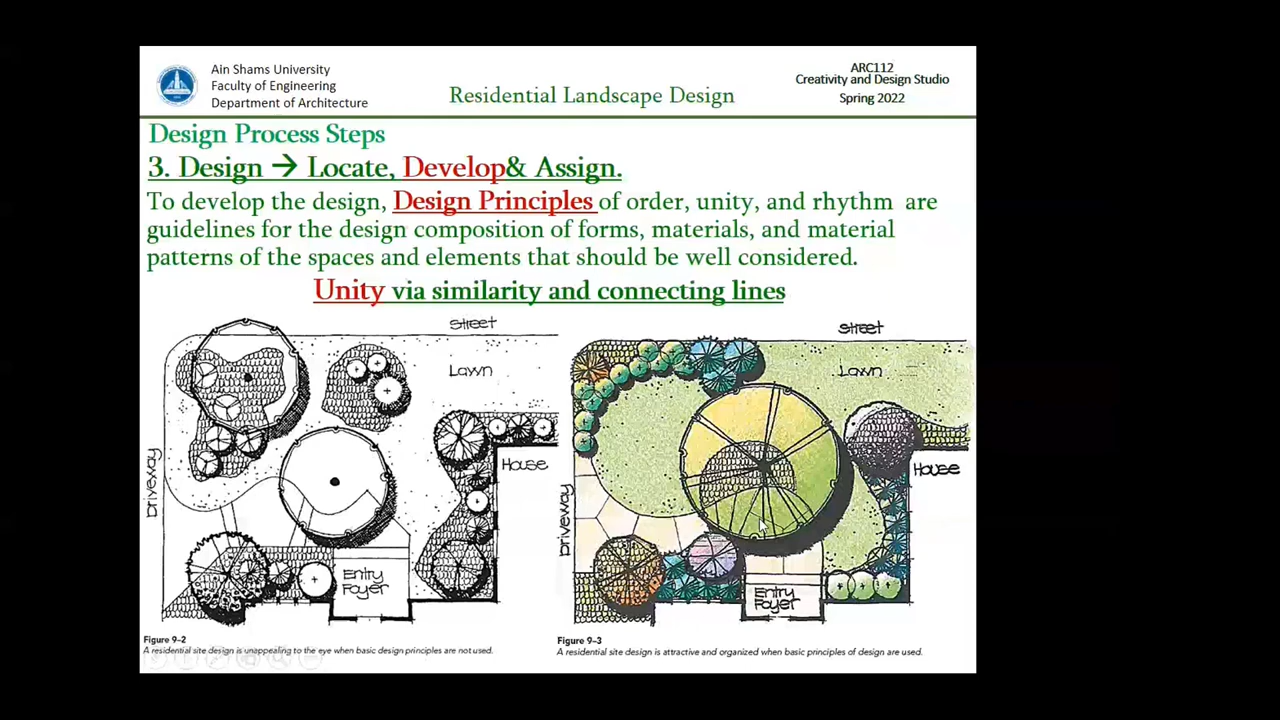 Ain Shams University
Faculty of Engineering
Department of Architecture
Residential Landscape Design
ARC112
Creativity and Design Studio
Spring 2022
Design Process Steps
3. Design → Locate, Develop& Assign.
To develop the design, Design Principles of order, unity, and rhythm are
guidelines for the design composition of forms, materials, and material
patterns of the spaces and elements that should be well considered.
Unity via similarity and connecting lines
Street
Lawn
House
Driveway
Entry
Foyer
Figure 9-2
A residential site design is unappealing to the eye when basic design principles are not used.
Street
Lawn
House
Driveway
Entry
Foyer
Figure 9-3
A residential site design is attractive and organized when basic principles of design are used.